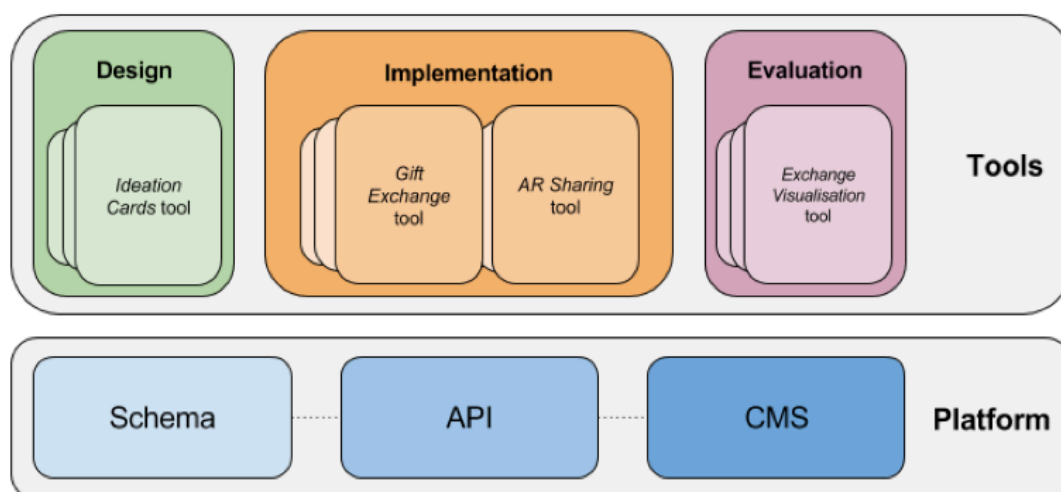 Design
Ideation
Cards tool
Implementation
Gift
Exchange
tool
AR Sharing
tool
Evaluation
Exchange
Visualisation
tool
Tools
Schema
API
CMS
Platform